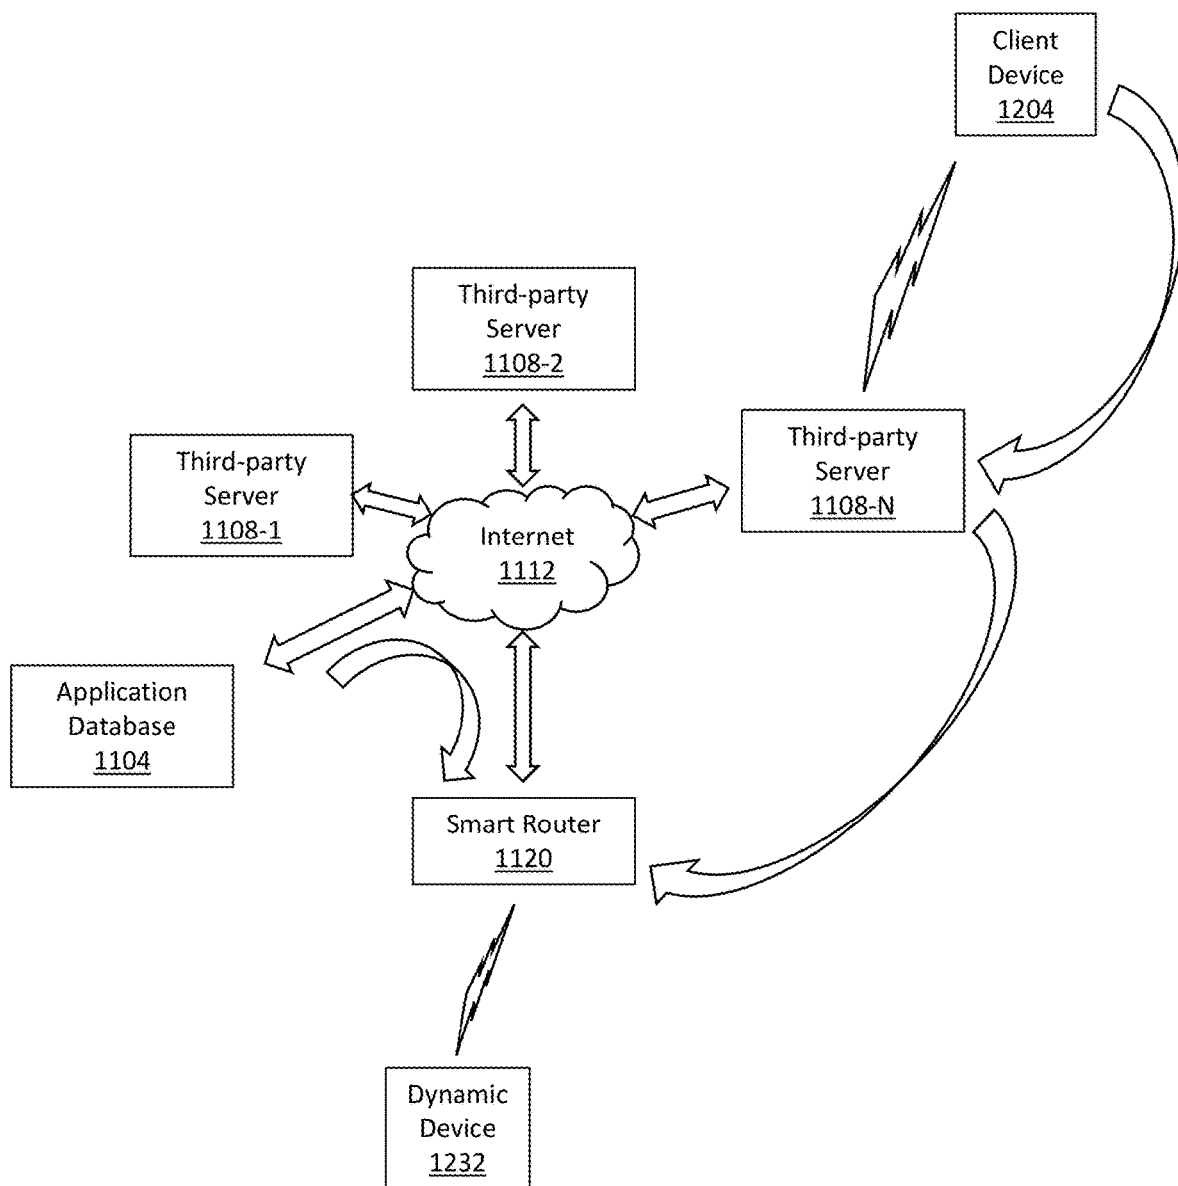 Client
Device
1204
Third-party
Server
1108-2
Third-party
Server
1108-1
Third-party
Server
1108-N
Internet
1112
Application
Database
1104
Smart Router
1120
Dynamic
Device
1232